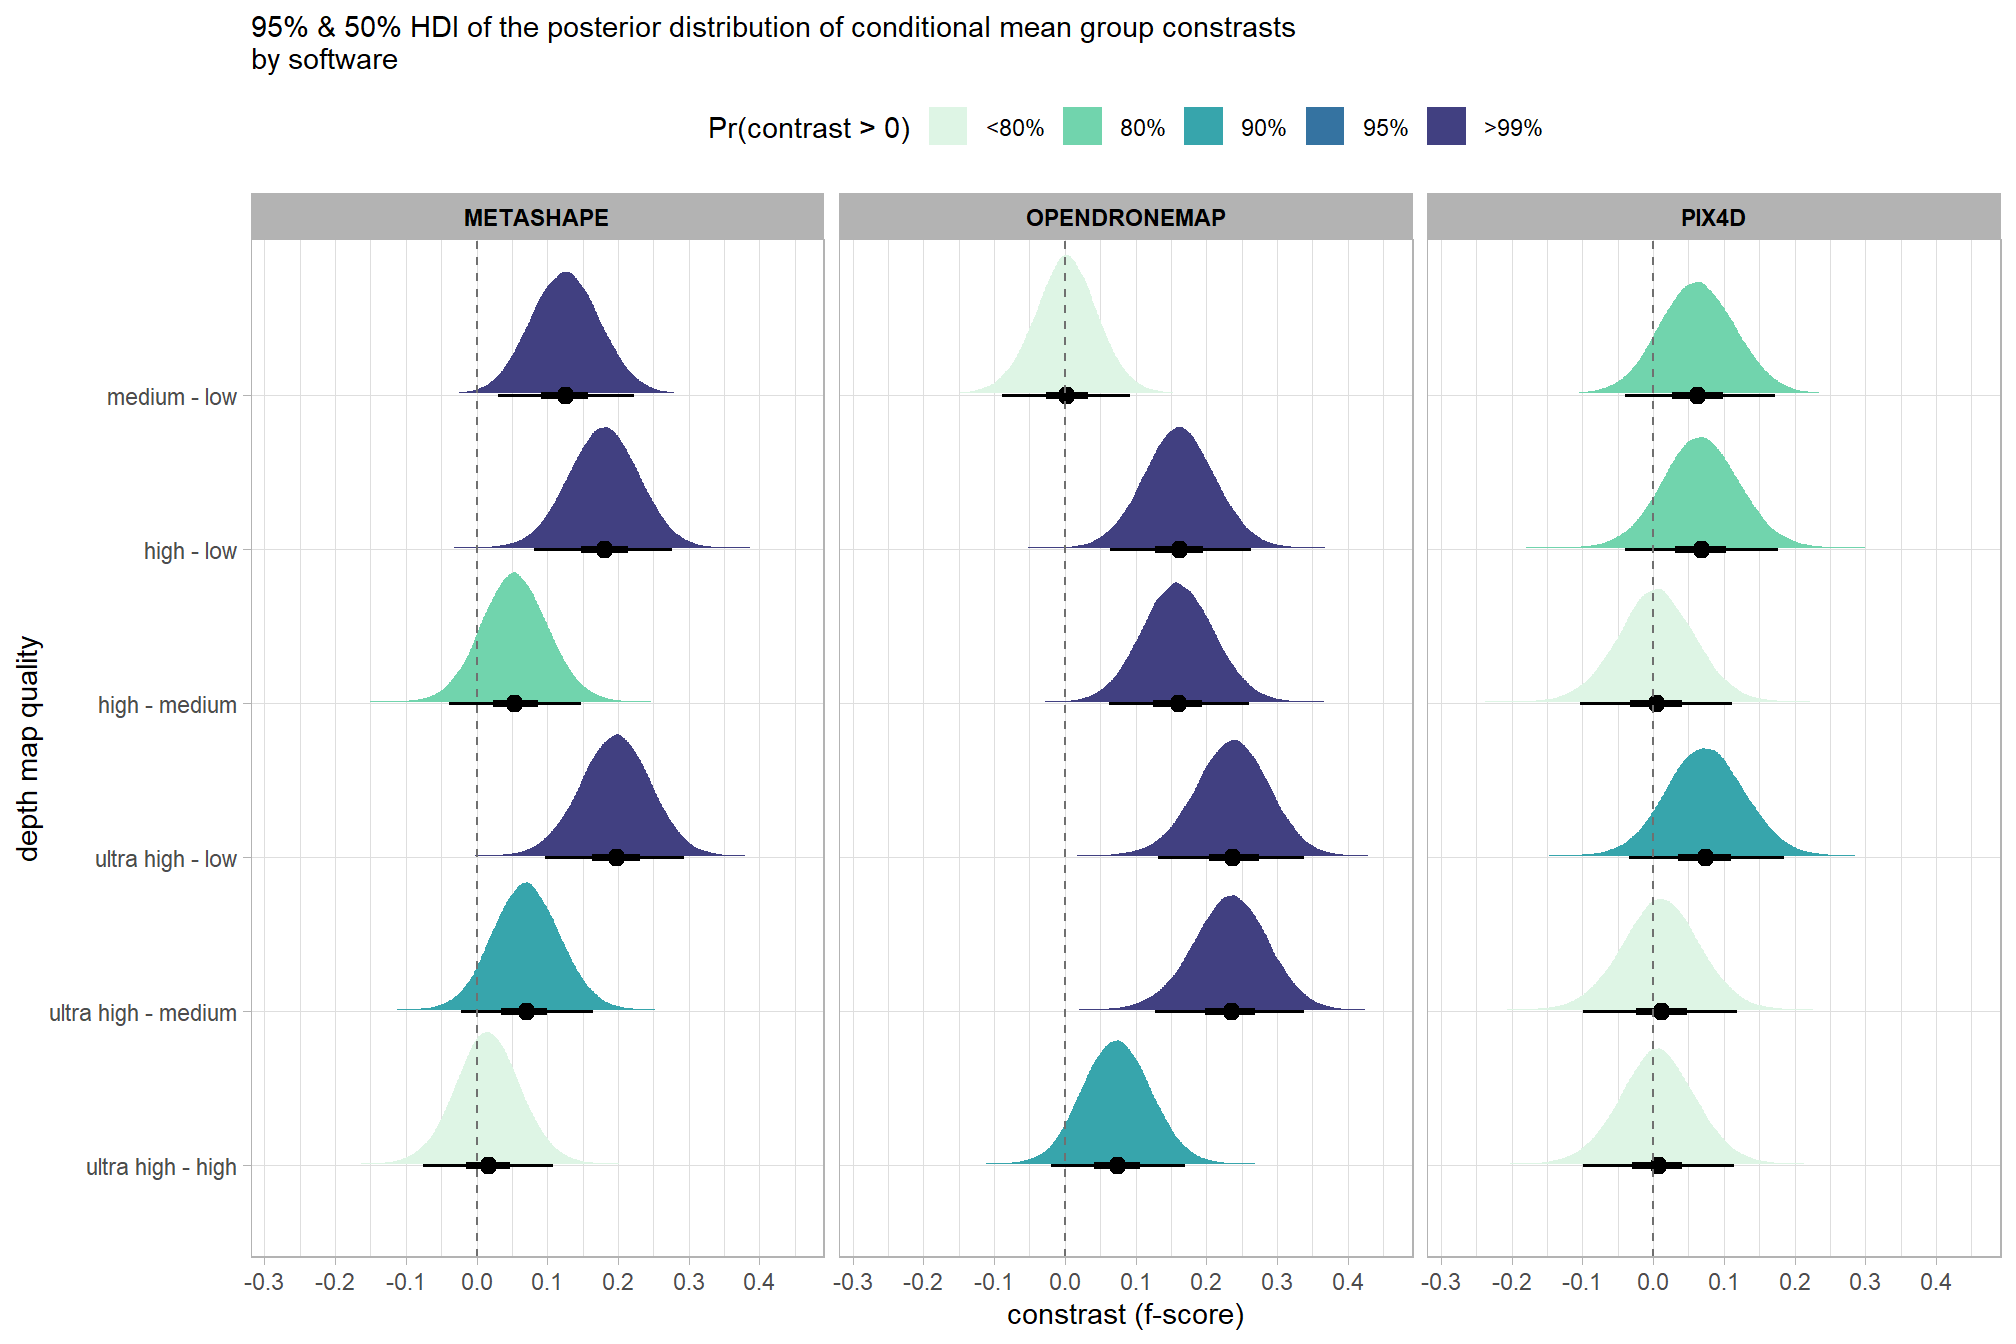 95% & 50% HDI of the posterior distribution of conditional mean group constrasts
by software
Pr(contrast > 0) <80% 80% 90% 95% >99%
METASHAPE OPENDRONEMAP PIX4D
depth map quality
medium - low
high - low
high - medium
ultra high - low
ultra high - medium
ultra high - high
-0.3 -0.2 -0.1 0.0 0.1 0.2 0.3 0.4 -0.3 -0.2 -0.1 0.0 0.1 0.2 0.3 0.4 -0.3 -0.2 -0.1 0.0 0.1 0.2 0.3 0.4
constrast (f-score)